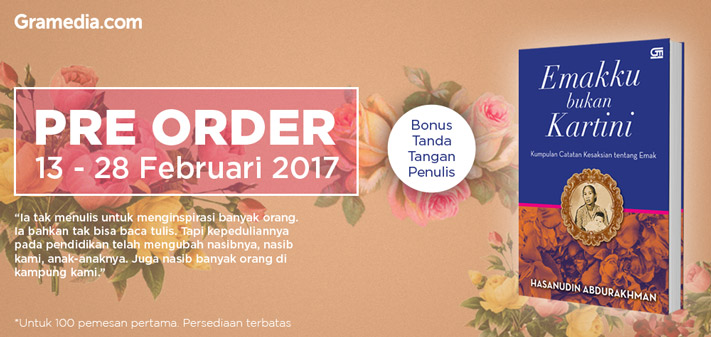 Gramedia.com
PRE ORDER
13 - 28 Februari 2017
"Ia tak menulis untuk menginspirasi banyak orang.
Ia bahkan tak bisa baca tulis. Tapi kepeduliannya
pada pendidikan telah mengubah nasibnya, nasib
kami, anak-anaknya. Juga nasib banyak orang di
kampung kami."
*Untuk 100 pemesan pertama. Persediaan terbatas
Bonus
Tanda
Tangan
Penulis
Emakku
bukan
Kartini
Kumpulan Catatan Kesaksian tentang Emak
HASANUDIN ABDURAKHMAN